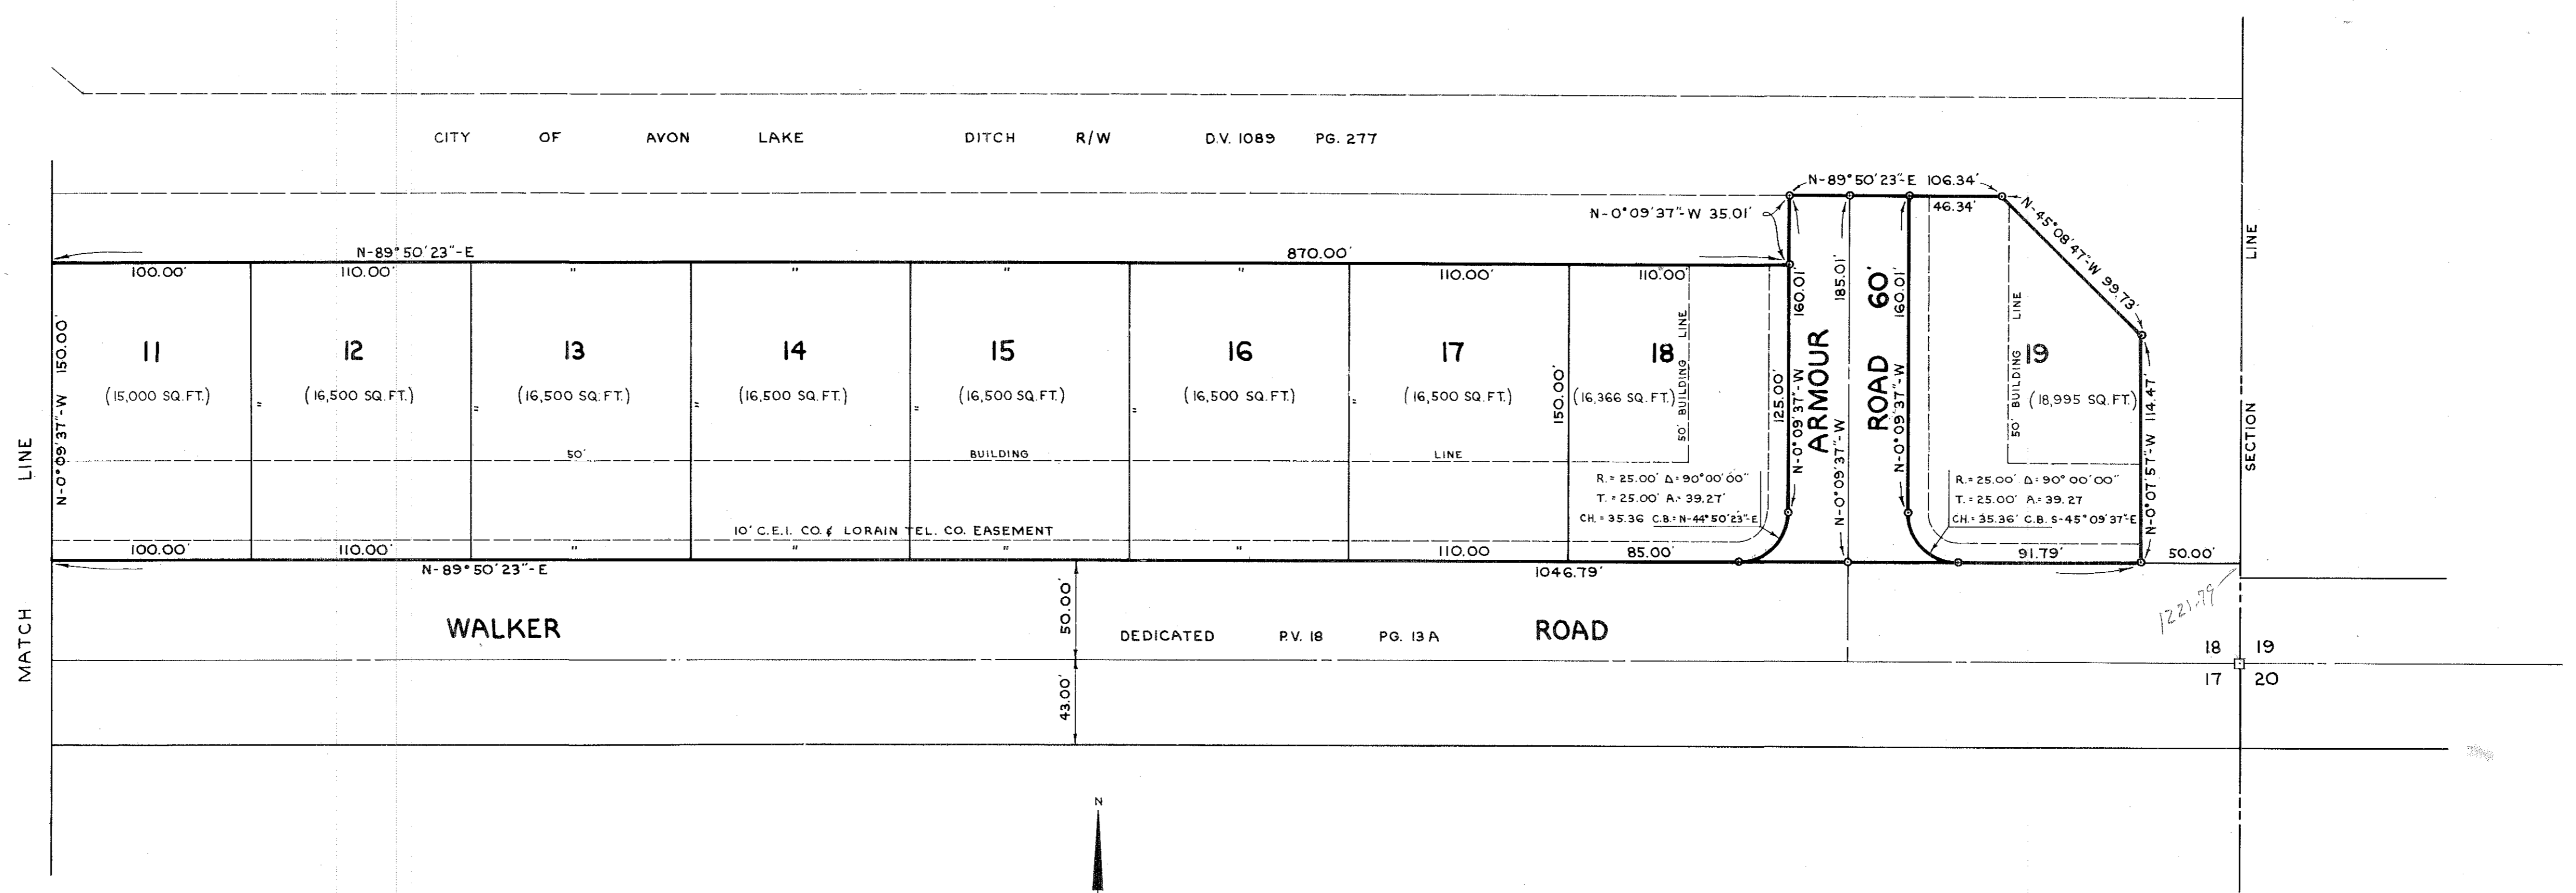 CITY OF AVON LAKE DITCH R/W D.V. 1089 PG. 277
N-89°50'23"-E 106.34'
46.34'
N-0°09'37"-W 35.01'
N-45°08'47"-W 99.73'
N-89°50'23"-E 870.00'
100.00' 110.00' " " " " 110.00' 110.00'
N-0°09'37"-W 150.00'
11 12 13 14 15 16 17 18 19
(15,000 SQ.FT.) (16,500 SQ.FT.) (16,500 SQ.FT.) (16,500 SQ.FT.) (16,500 SQ.FT.) (16,500 SQ.FT.) (16,500 SQ.FT.) (16,366 SQ.FT.) (18,995 SQ.FT.)
" " " " " "
150.00'
50' BUILDING LINE
125.00'
N-0°09'37"-W 160.01'
ARMOUR ROAD 60'
N-0°09'37"-W 185.01'
N-0°09'37"-W 160.01'
50' BUILDING LINE
N-0°07'57"-W 114.47'
SECTION LINE
50' BUILDING LINE
R.= 25.00' Δ= 90°00'00"
T.= 25.00' A.= 39.27'
CH.= 35.36 C.B.= N-44°50'23"-E
R.= 25.00' Δ= 90°00'00"
T.= 25.00' A.= 39.27
CH.= 35.36' C.B. S-45°09'37"-E
10' C.E.I. CO. & LORAIN TEL. CO. EASEMENT
100.00' 110.00' " " " " 110.00 85.00' 91.79' 50.00'
N-89°50'23"-E 1046.79'
1221.79
MATCH LINE
WALKER ROAD
50.00'
DEDICATED P.V. 18 PG. 13 A
43.00'
18 19
17 20
N